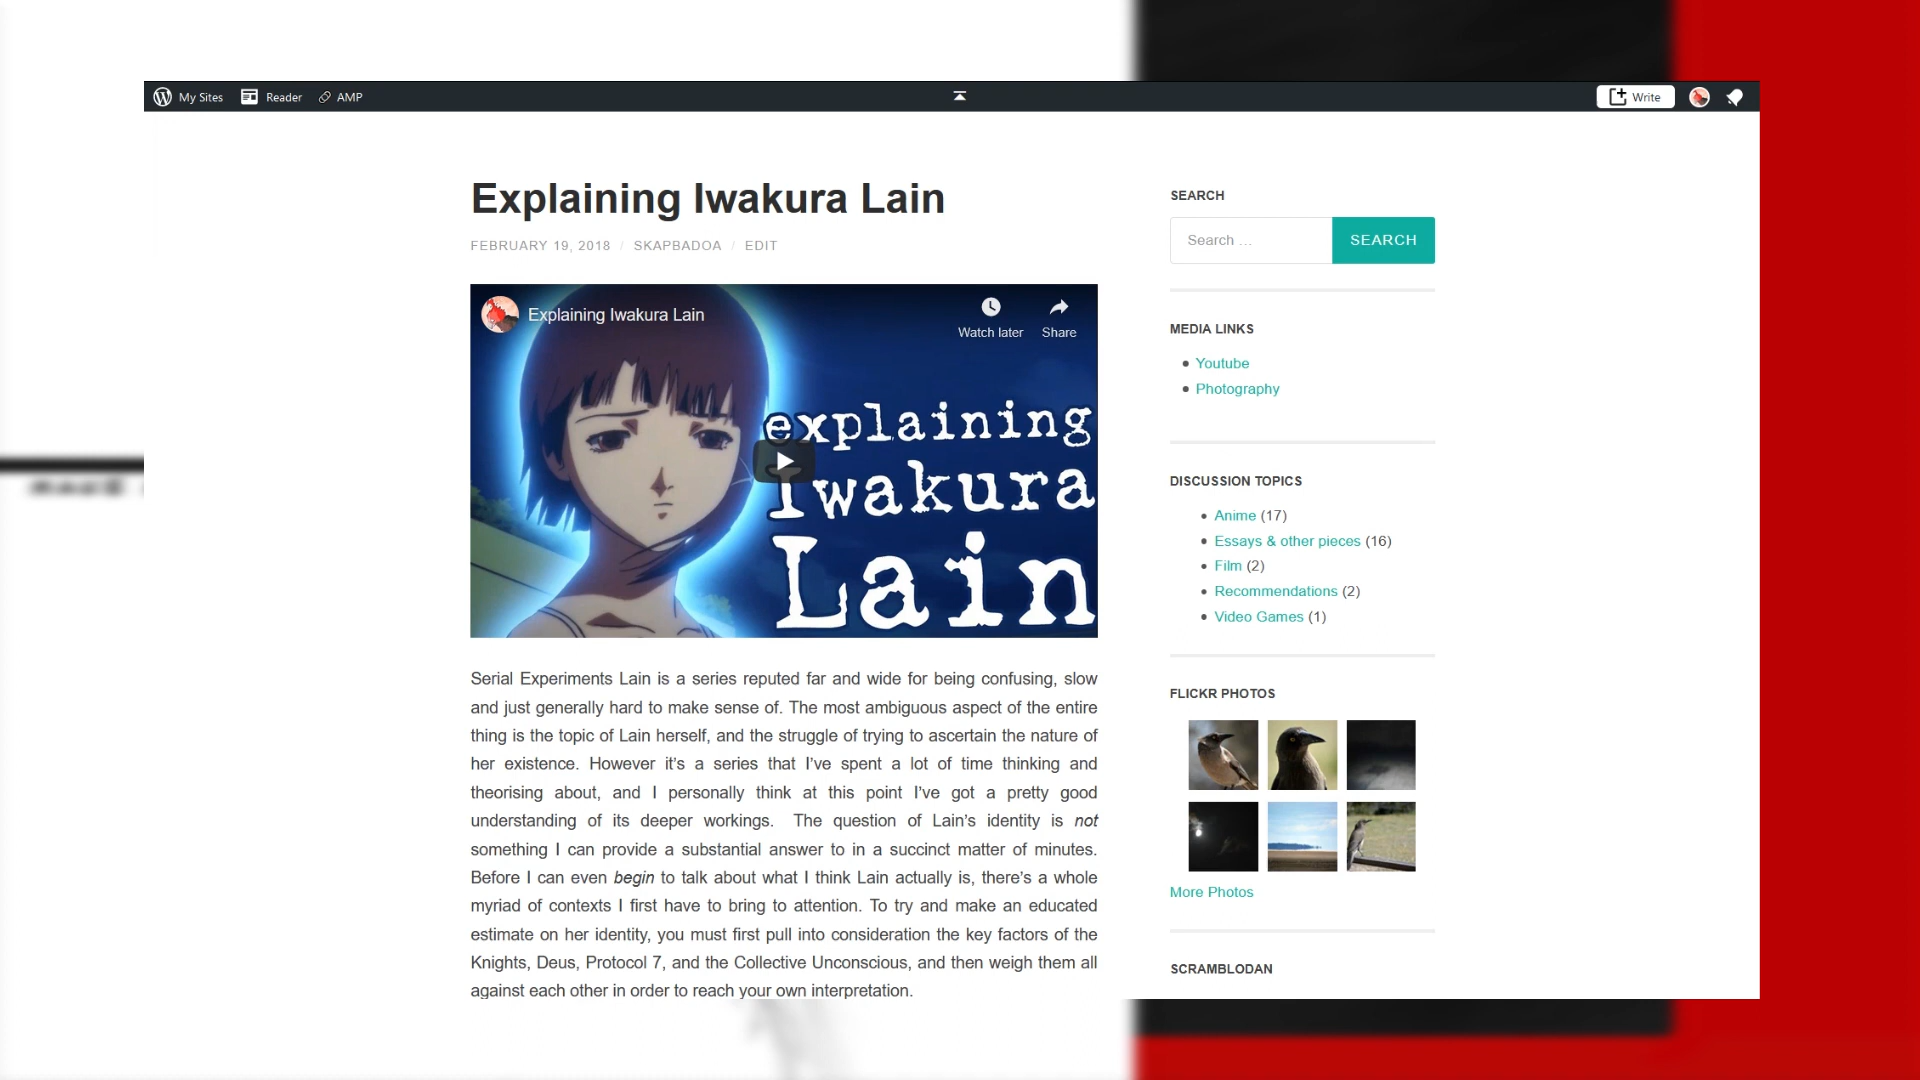 My Sites Reader AMP Write
Explaining Iwakura Lain
FEBRUARY 19, 2018 / SKAPBADOA / EDIT
Explaining Iwakura Lain
Watch later Share
explaining
Iwakura
Lain
Serial Experiments Lain is a series reputed far and wide for being confusing, slow
and just generally hard to make sense of. The most ambiguous aspect of the entire
thing is the topic of Lain herself, and the struggle of trying to ascertain the nature of
her existence. However it's a series that I've spent a lot of time thinking and
theorising about, and I personally think at this point I've got a pretty good
understanding of its deeper workings. The question of Lain's identity is not
something I can provide a substantial answer to in a succinct matter of minutes.
Before I can even begin to talk about what I think Lain actually is, there's a whole
myriad of contexts I first have to bring to attention. To try and make an educated
estimate on her identity, you must first pull into consideration the key factors of the
Knights, Deus, Protocol 7, and the Collective Unconscious, and then weigh them all
against each other in order to reach your own interpretation.
SEARCH
Search …
SEARCH
MEDIA LINKS
Youtube
Photography
DISCUSSION TOPICS
Anime (17)
Essays & other pieces (16)
Film (2)
Recommendations (2)
Video Games (1)
FLICKR PHOTOS
More Photos
SCRAMBLODAN